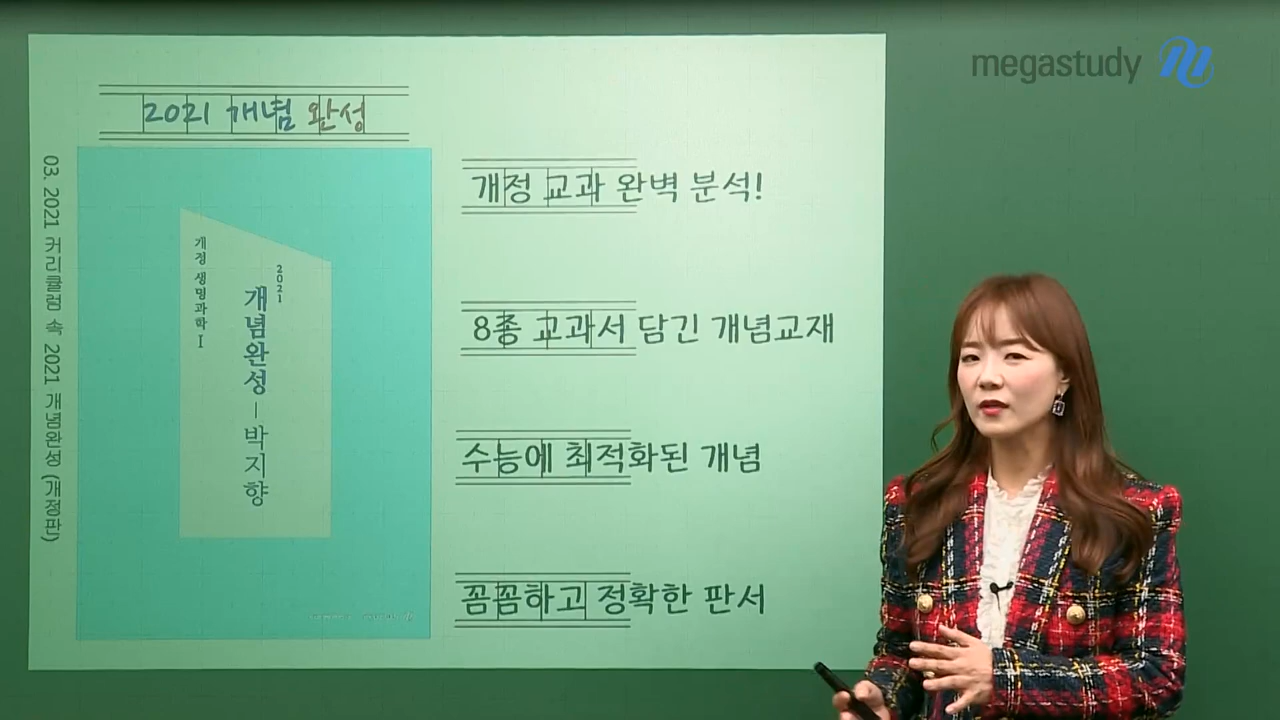 megastudy
2021 개념 완성
03. 2021 커리큘럼 속 2021 개념완성 (개정판)
개정 생명과학 I
2021
개념완성 – 박지향
개정 교과 완벽 분석!
8종 교과서 담긴 개념교재
수능에 최적화된 개념
꼼꼼하고 정확한 판서